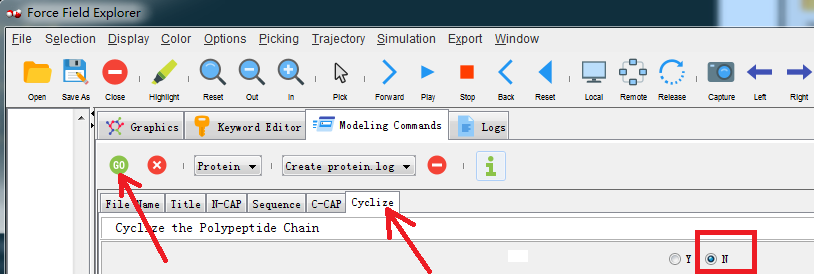 Force Field Explorer
File Selection Display Color Options Picking Trajectory Simulation Export Window
Open Save As Close Highlight Reset Out In Pick Forward Play Stop Back Reset Local Remote Release Capture Left Right
Graphics Keyword Editor Modeling Commands Logs
GO Protein Create protein.log
File Name Title N-CAP Sequence C-CAP Cyclize
Cyclize the Polypeptide Chain
Y N